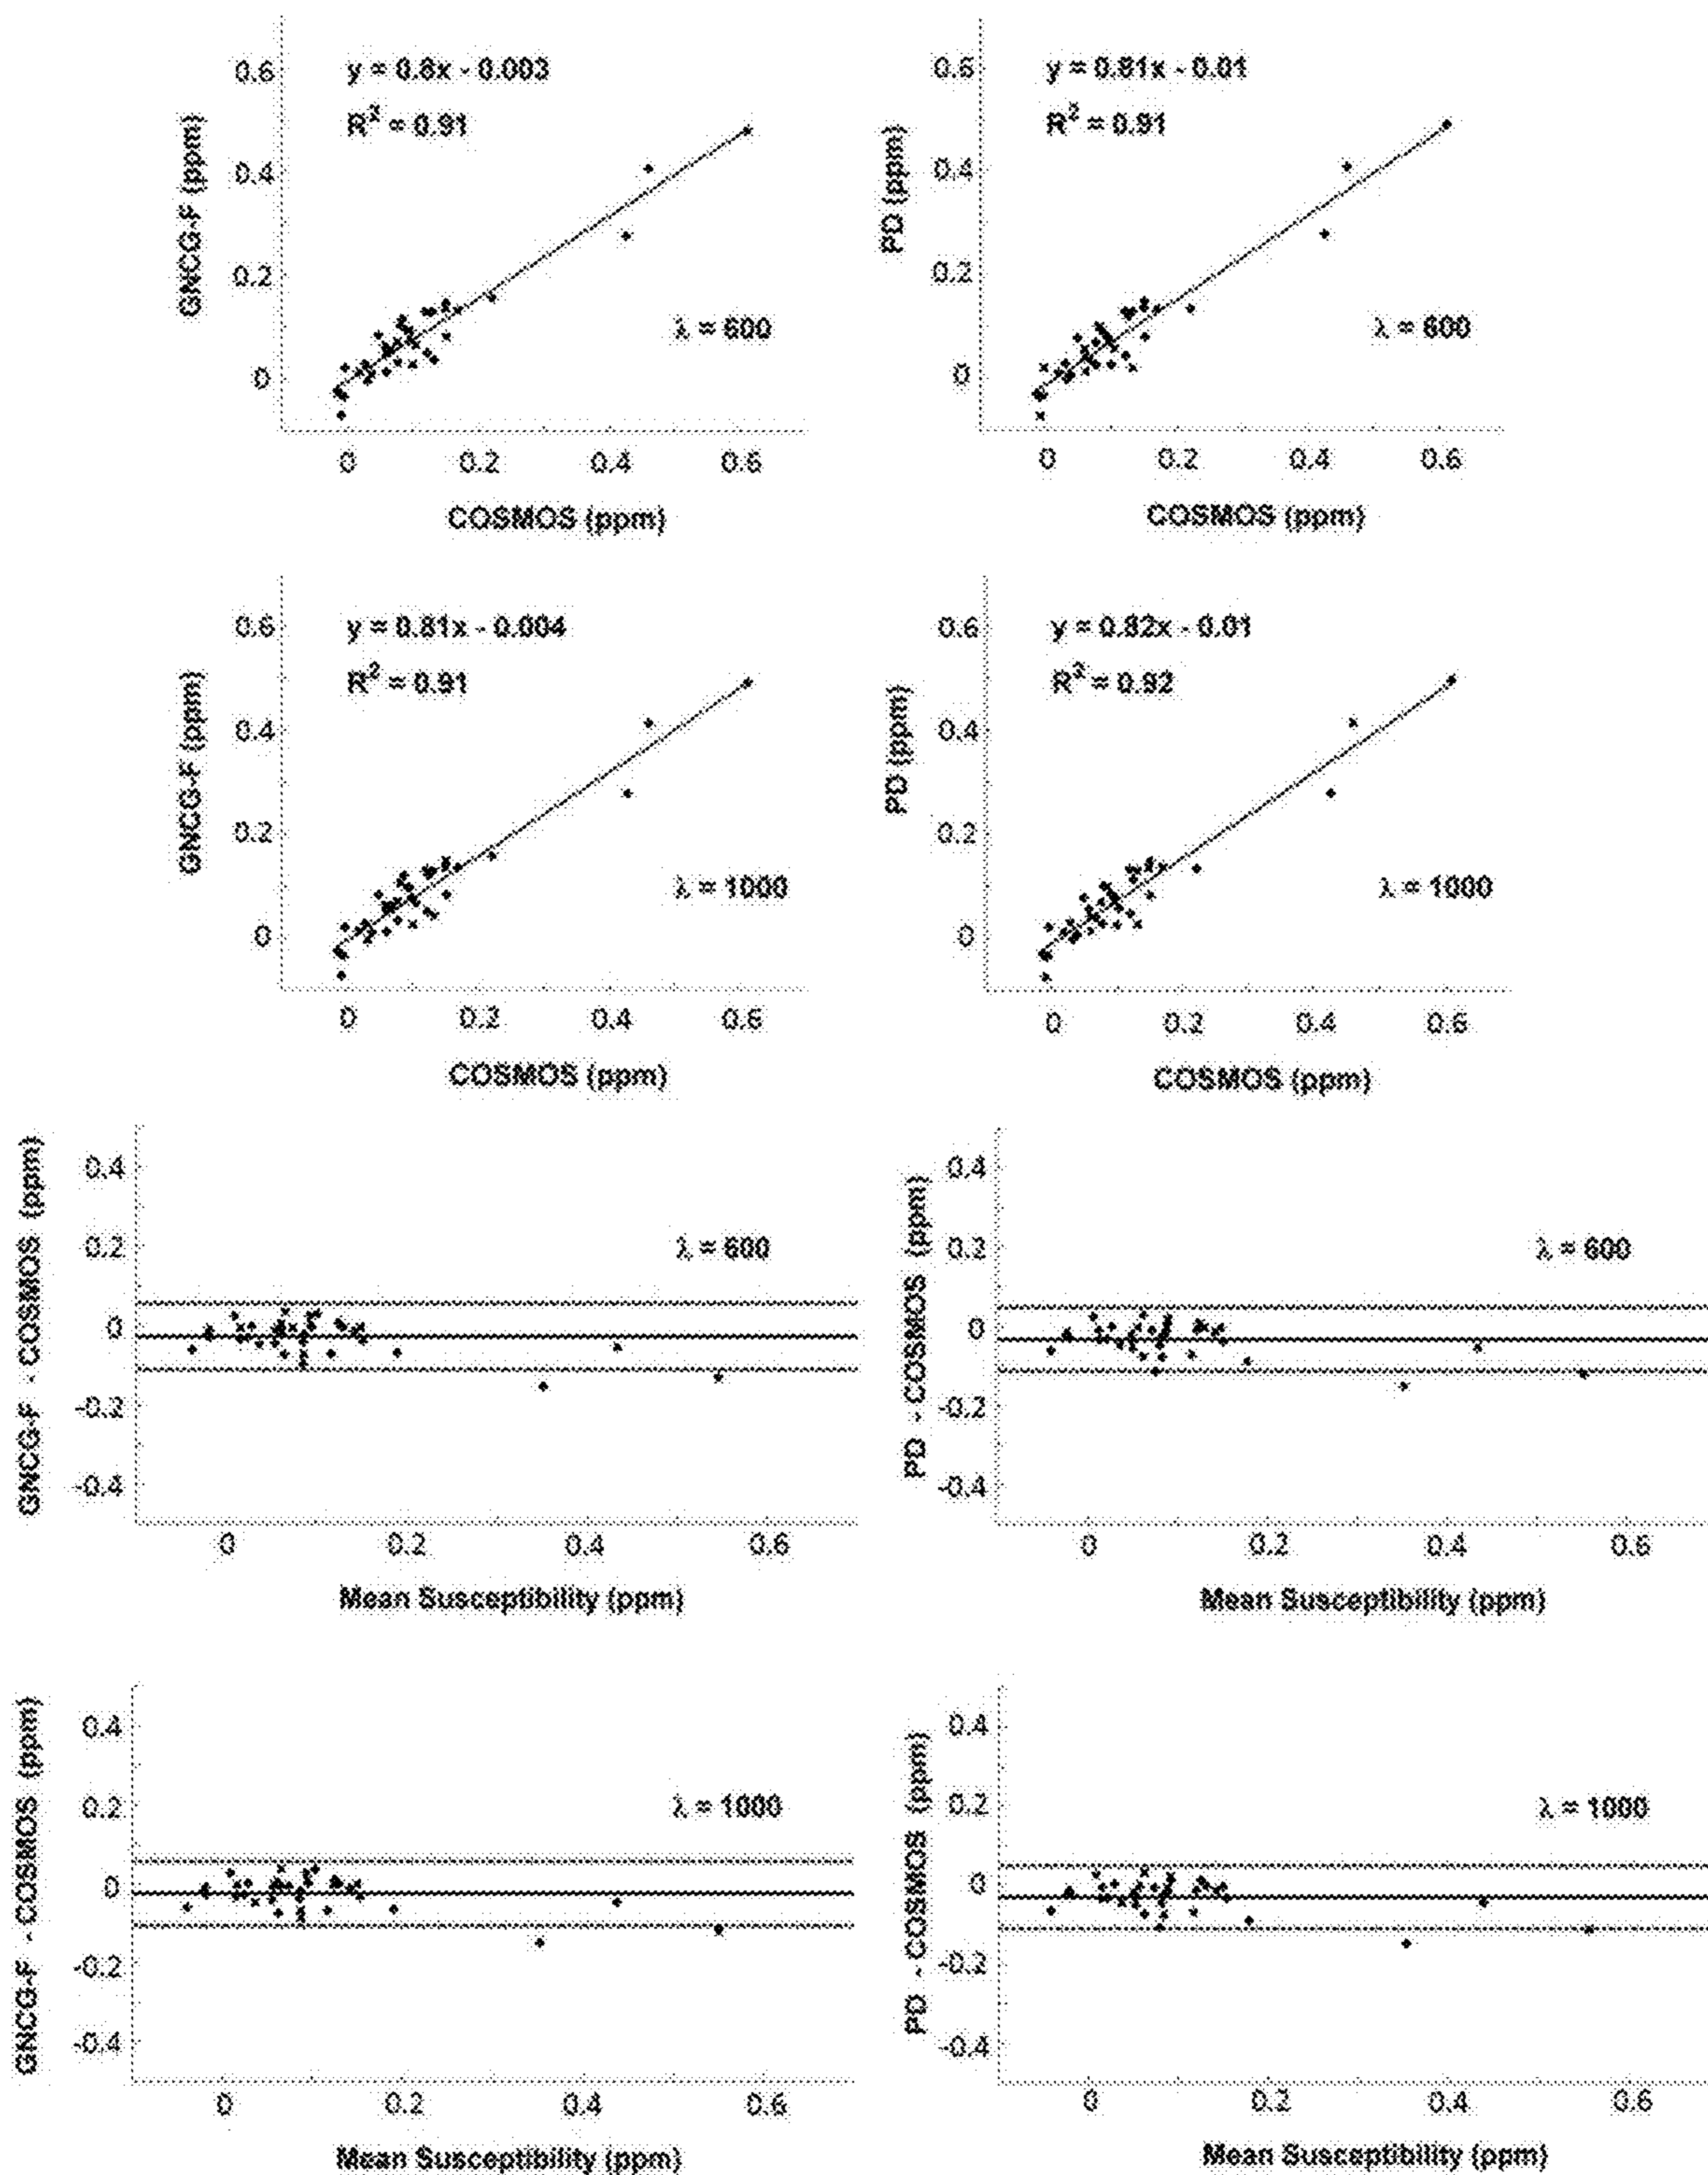 y = 0.8x - 0.003
R² = 0.91
0.6
0.4
0.2
0
GNCG-F (ppm)
λ = 600
0 0.2 0.4 0.6
COSMOS (ppm)
y = 0.81x - 0.01
R² = 0.91
0.6
0.4
0.2
0
PD (ppm)
λ = 600
0 0.2 0.4 0.6
COSMOS (ppm)
y = 0.81x - 0.004
R² = 0.91
0.6
0.4
0.2
0
GNCG-F (ppm)
λ = 1000
0 0.2 0.4 0.6
COSMOS (ppm)
y = 0.82x - 0.01
R² = 0.92
0.6
0.4
0.2
0
PD (ppm)
λ = 1000
0 0.2 0.4 0.6
COSMOS (ppm)
GNCG-F - COSMOS (ppm)
0.4
0.2
0
-0.2
-0.4
λ = 600
0 0.2 0.4 0.6
Mean Susceptibility (ppm)
PD - COSMOS (ppm)
0.4
0.2
0
-0.2
-0.4
λ = 600
0 0.2 0.4 0.6
Mean Susceptibility (ppm)
GNCG-F - COSMOS (ppm)
0.4
0.2
0
-0.2
-0.4
λ = 1000
0 0.2 0.4 0.6
Mean Susceptibility (ppm)
PD - COSMOS (ppm)
0.4
0.2
0
-0.2
-0.4
λ = 1000
0 0.2 0.4 0.6
Mean Susceptibility (ppm)